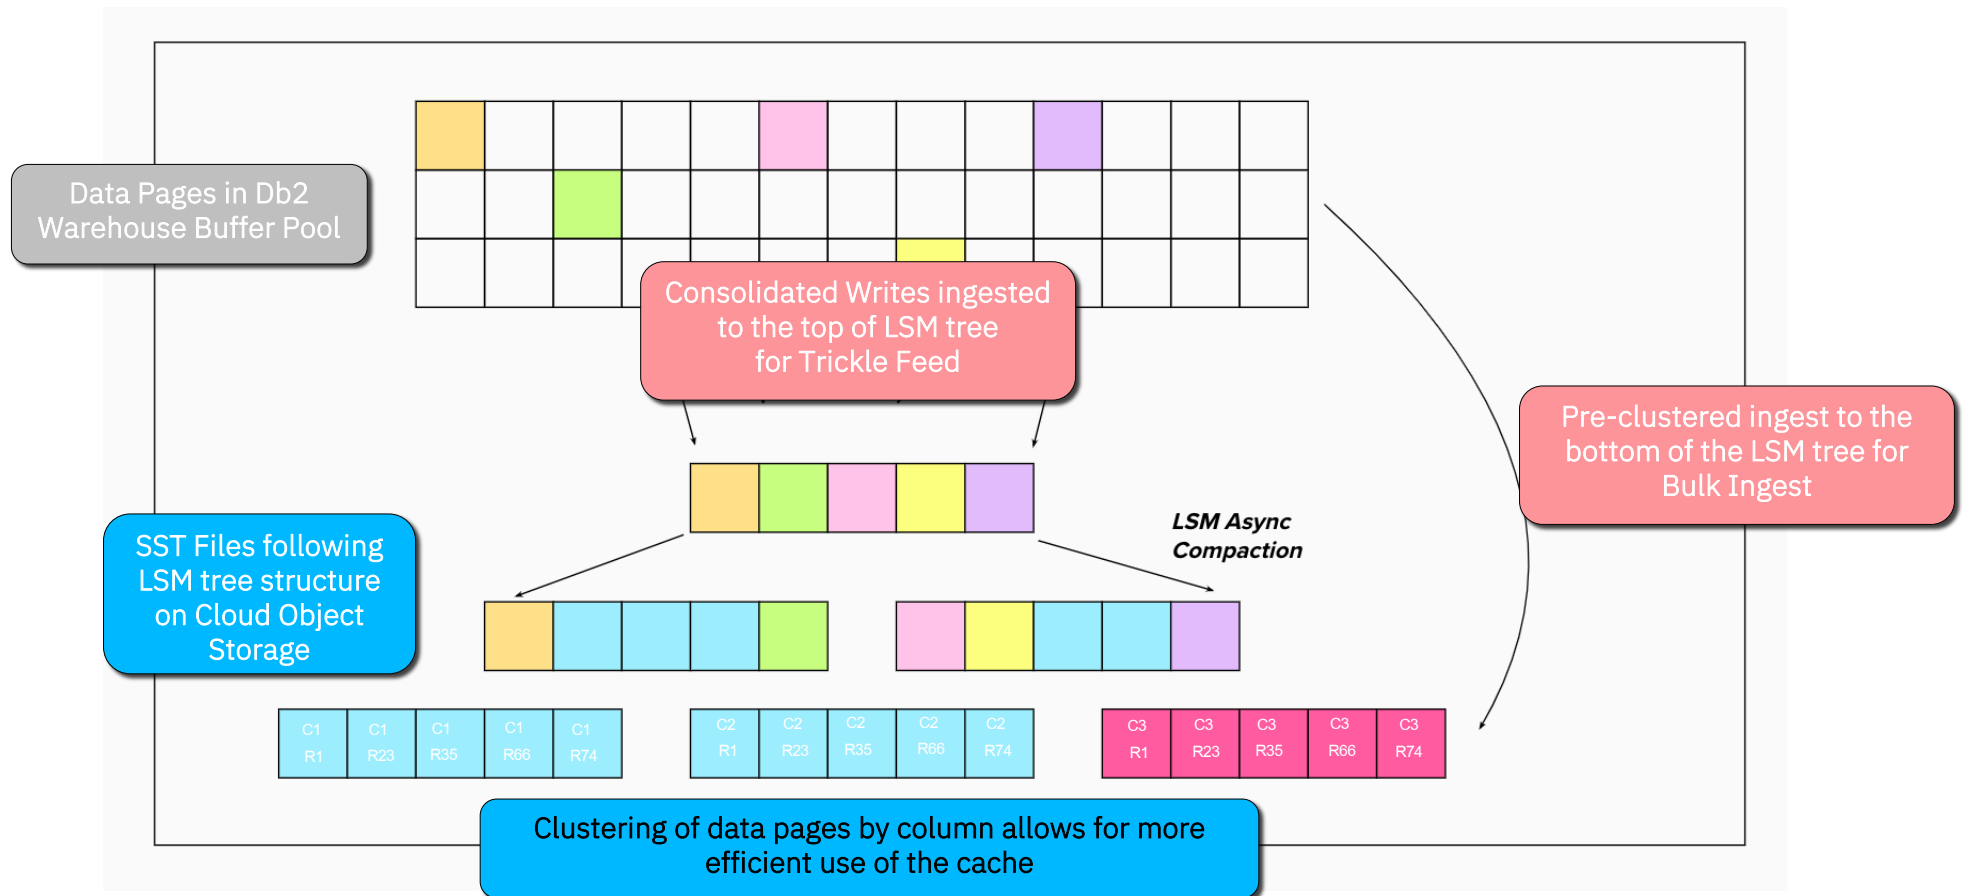 Data Pages in Db2
Warehouse Buffer Pool
Consolidated Writes ingested
to the top of LSM tree
for Trickle Feed
Pre-clustered ingest to the
bottom of the LSM tree for
Bulk Ingest
LSM Async
Compaction
SST Files following
LSM tree structure
on Cloud Object
Storage
C1 C1 C1 C1 C1
R1 R23 R35 R66 R74
C2 C2 C2 C2 C2
R1 R23 R35 R66 R74
C3 C3 C3 C3 C3
R1 R23 R35 R66 R74
Clustering of data pages by column allows for more
efficient use of the cache